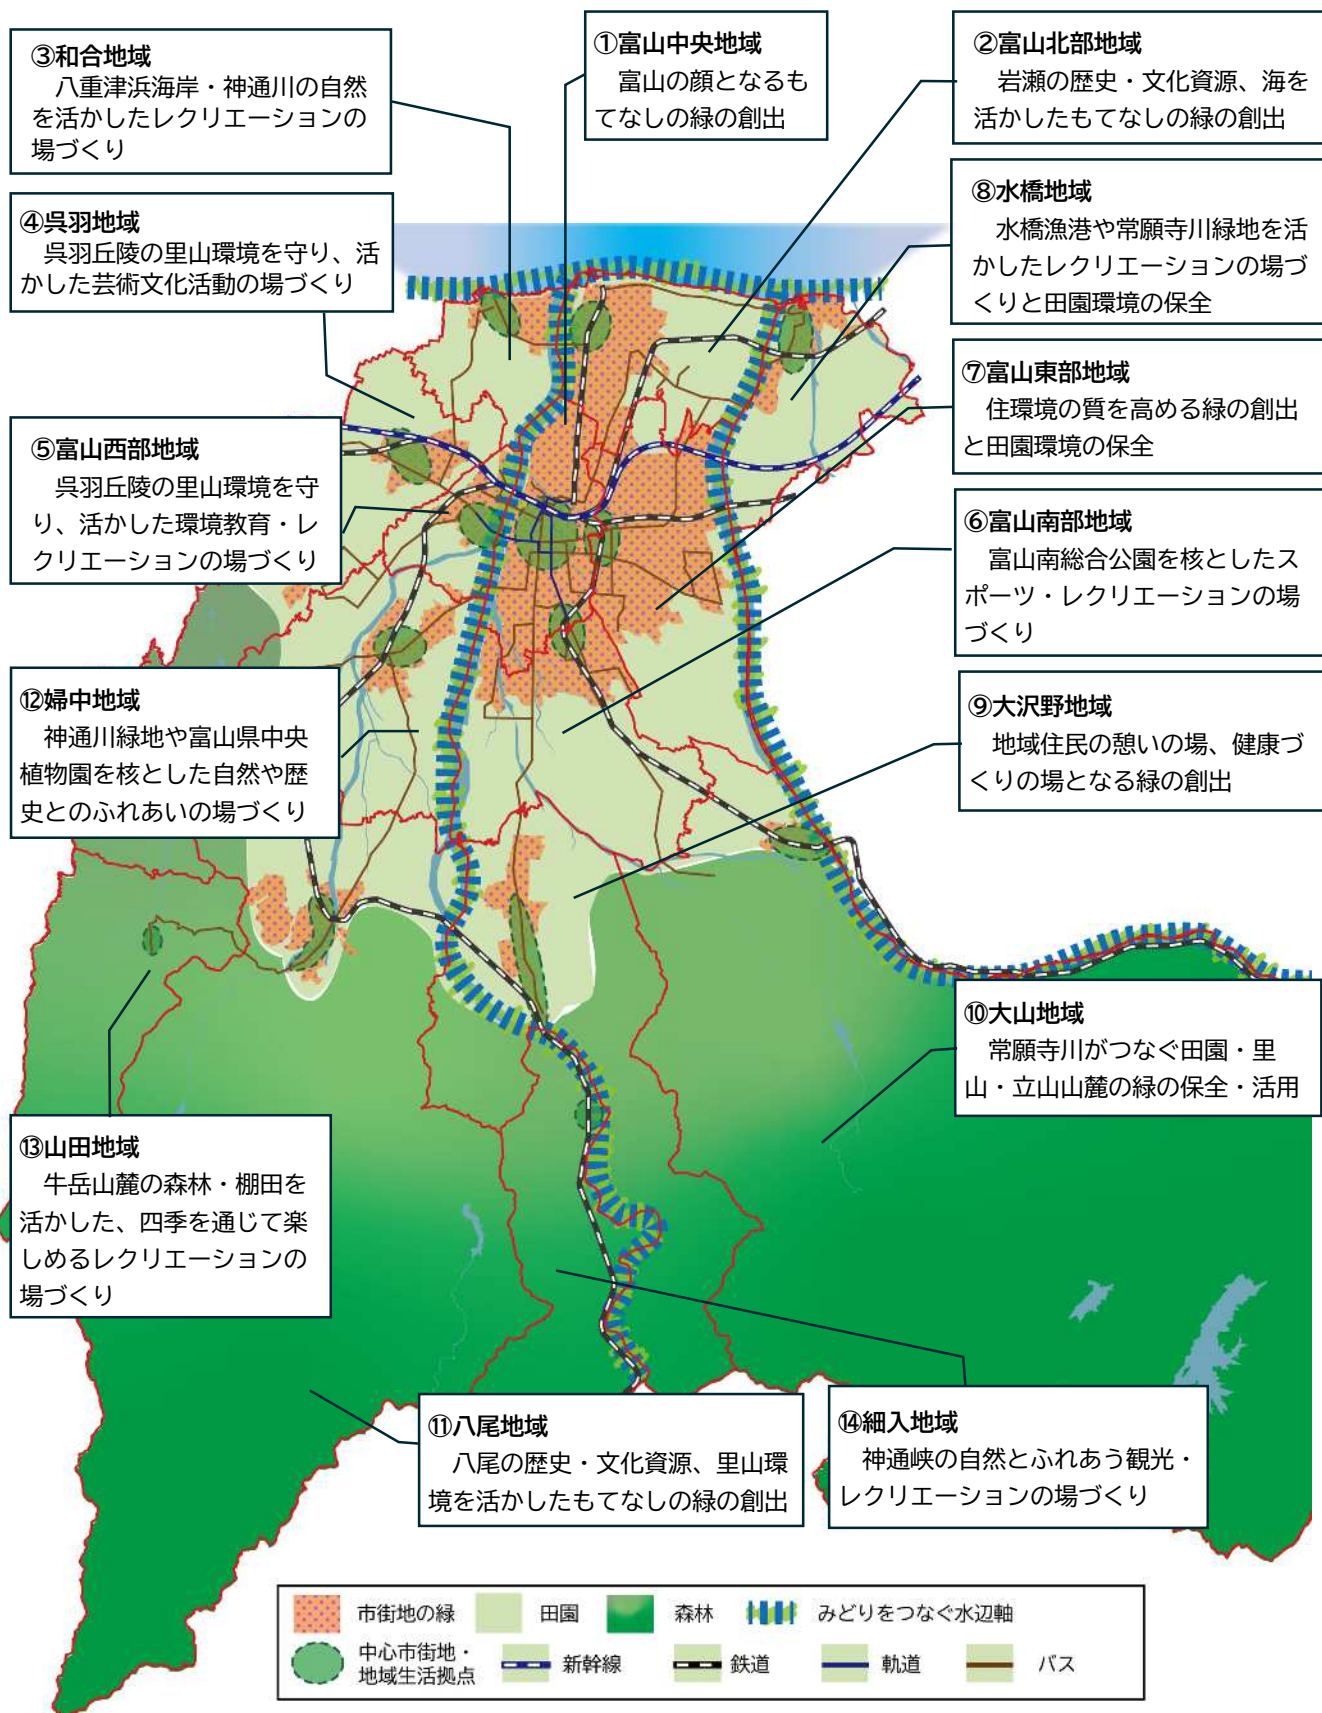 ③和合地域
八重津浜海岸・神通川の自然
を活かしたレクリエーションの
場づくり
①富山中央地域
富山の顔となるも
てなしの緑の創出
②富山北部地域
岩瀬の歴史・文化資源、海を
活かしたもてなしの緑の創出
④呉羽地域
呉羽丘陵の里山環境を守り、活
かした芸術文化活動の場づくり
⑧水橋地域
水橋漁港や常願寺川緑地を活
かしたレクリエーションの場づ
くりと田園環境の保全
⑦富山東部地域
住環境の質を高める緑の創出
と田園環境の保全
⑤富山西部地域
呉羽丘陵の里山環境を守
り、活かした環境教育・レ
クリエーションの場づくり
⑥富山南部地域
富山南総合公園を核としたス
ポーツ・レクリエーションの場
づくり
⑫婦中地域
神通川緑地や富山県中央
植物園を核とした自然や歴
史とのふれあいの場づくり
⑨大沢野地域
地域住民の憩いの場、健康づ
くりの場となる緑の創出
⑩大山地域
常願寺川がつなぐ田園・里
山・立山山麓の緑の保全・活用
⑬山田地域
牛岳山麓の森林・棚田を
活かした、四季を通じて楽
しめるレクリエーションの
場づくり
⑪八尾地域
八尾の歴史・文化資源、里山環
境を活かしたもてなしの緑の創出
⑭細入地域
神通峡の自然とふれあう観光・
レクリエーションの場づくり
市街地の緑 田園 森林 みどりをつなぐ水辺軸
中心市街地・
地域生活拠点 新幹線 鉄道 軌道 バス